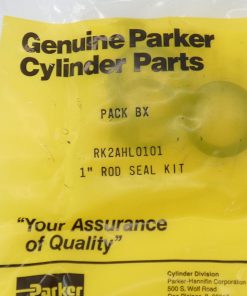 Genuine Parker
Cylinder Parts
PACK BX
RK2AHL0101
1" ROD SEAL KIT
"Your Assurance
of Quality"
Parker
Cylinder Division
Parker-Hannifin Corporation
500 S. Wolf Road